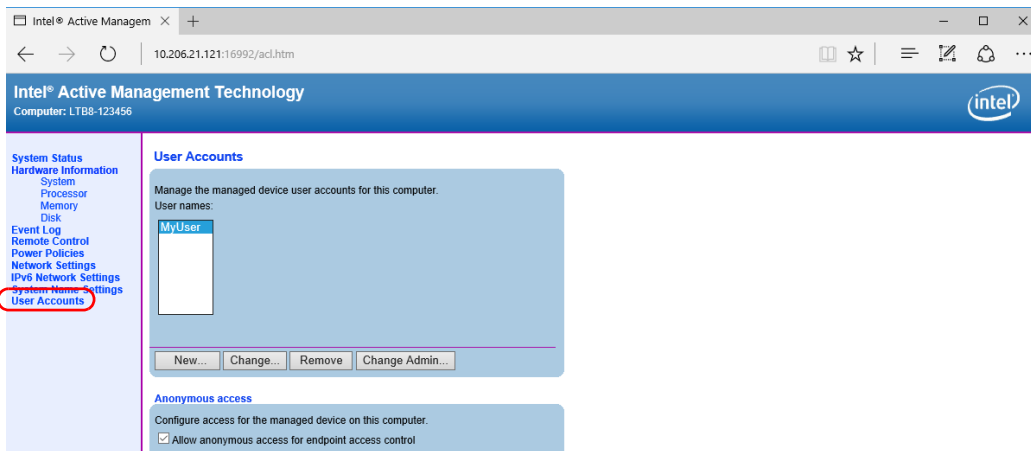 Intel® Active Managem
10.206.21.121:16992/acl.htm
Intel® Active Management Technology
Computer: LTB8-123456
intel
System Status
Hardware Information
System
Processor
Memory
Disk
Event Log
Remote Control
Power Policies
Network Settings
IPv6 Network Settings
System Name Settings
User Accounts
User Accounts
Manage the managed device user accounts for this computer.
User names:
MyUser
New... Change... Remove Change Admin...
Anonymous access
Configure access for the managed device on this computer.
Allow anonymous access for endpoint access control